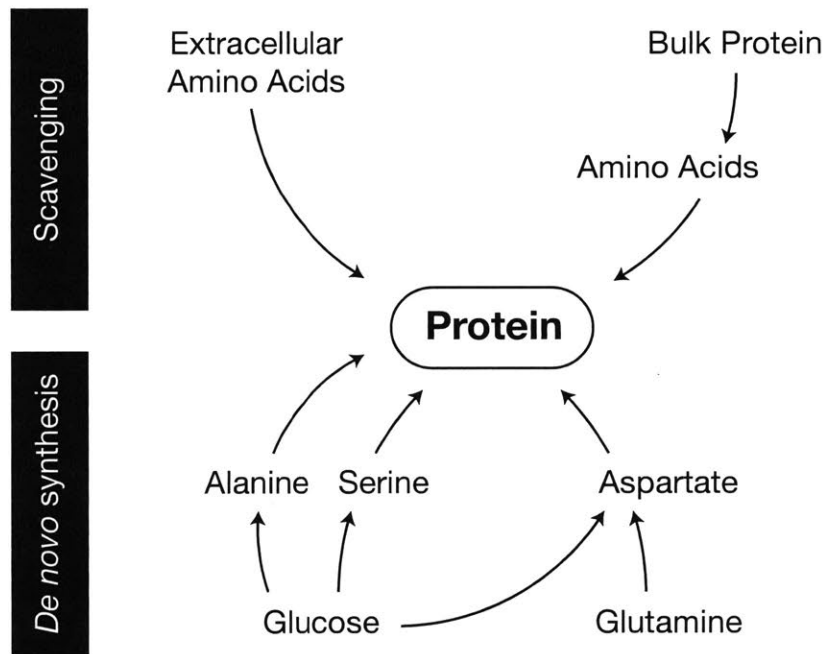 Scavenging
Extracellular
Amino Acids
Bulk Protein
Amino Acids
Protein
De novo synthesis
Alanine
Serine
Aspartate
Glucose
Glutamine